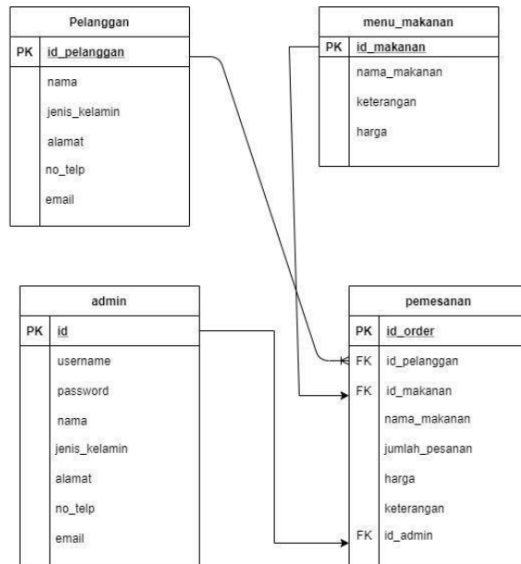 Pelanggan
PK id_pelanggan
nama
jenis_kelamin
alamat
no_telp
email
menu_makanan
PK id_makanan
nama_makanan
keterangan
harga
admin
PK id
username
password
nama
jenis_kelamin
alamat
no_telp
email
pemesanan
PK id_order
FK id_pelanggan
FK id_makanan
nama_makanan
jumlah_pesanan
harga
keterangan
FK id_admin